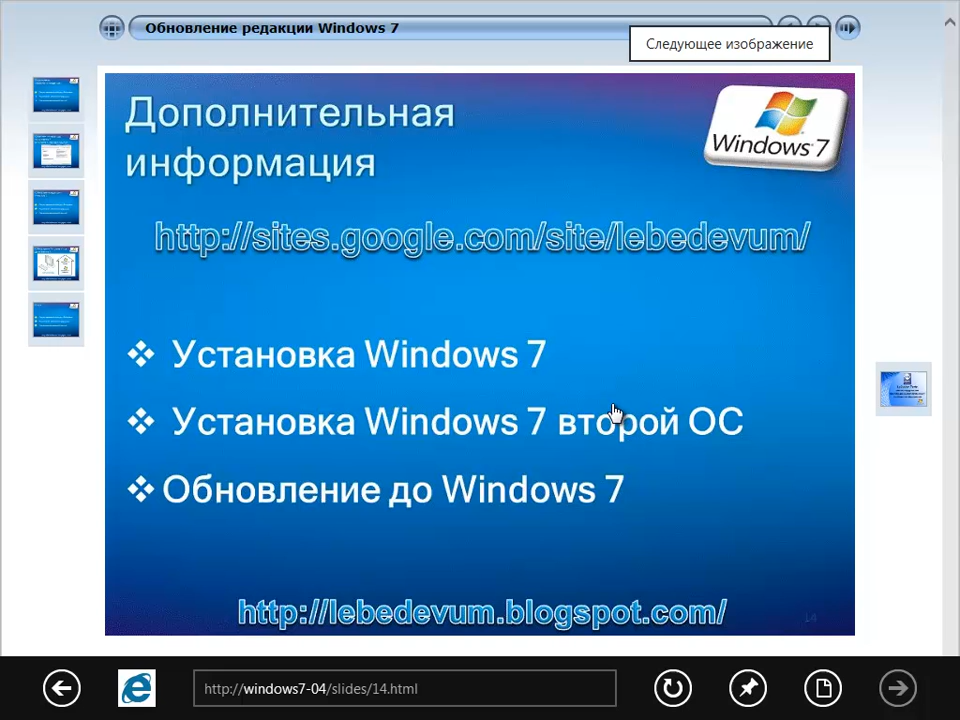 Обновление редакции Windows 7
Следующее изображение
Дополнительная
информация
Windows 7
http://sites.google.com/site/lebedevum/
❖ Установка Windows 7
❖ Установка Windows 7 второй ОС
❖ Обновление до Windows 7
http://lebedevum.blogspot.com/
14
http://windows7-04/slides/14.html